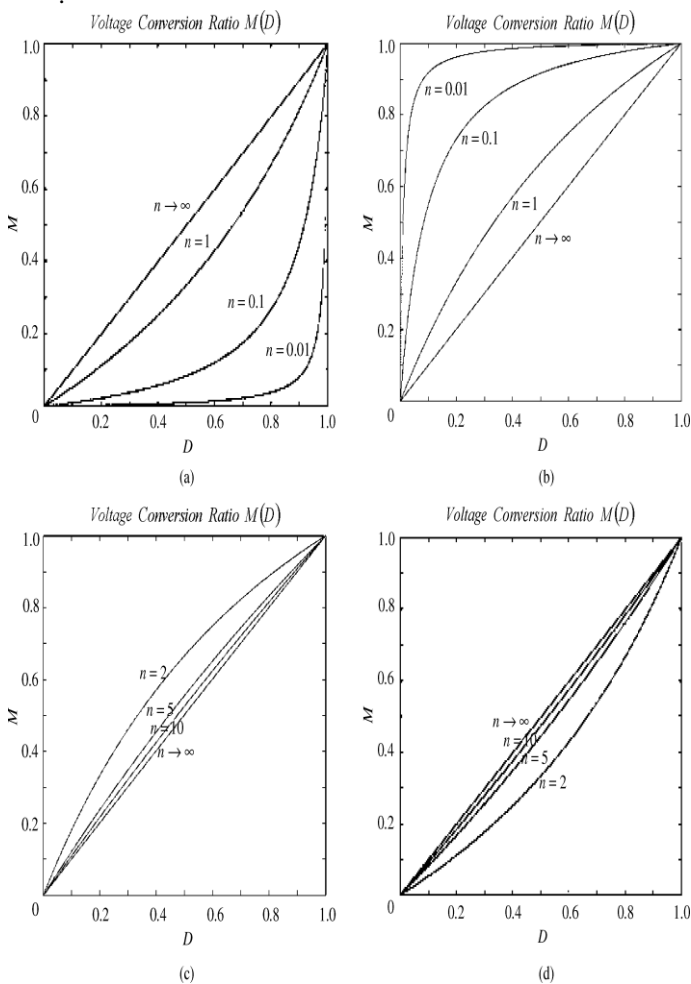 Voltage Conversion Ratio M(D)
1.0
0.8
0.6
0.4
0.2
0
M
n→∞
n = 1
n = 0.1
n = 0.01
0.2 0.4 0.6 0.8 1.0
D
(a)
Voltage Conversion Ratio M(D)
1.0
0.8
0.6
0.4
0.2
0
M
n = 0.01
n = 0.1
n = 1
n→∞
0.2 0.4 0.6 0.8 1.0
D
(b)
Voltage Conversion Ratio M(D)
1.0
0.8
0.6
0.4
0.2
0
M
n = 2
n = 5
n = 10
n→∞
0.2 0.4 0.6 0.8 1.0
D
(c)
Voltage Conversion Ratio M(D)
1.0
0.8
0.6
0.4
0.2
0
M
n→∞
n = 10
n = 5
n = 2
0.2 0.4 0.6 0.8 1.0
D
(d)